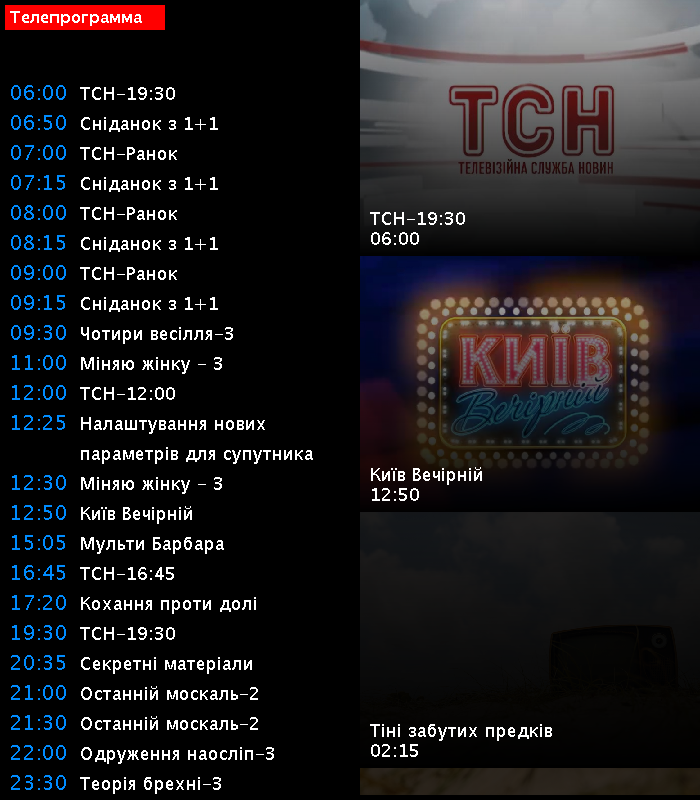 Телепрограмма
06:00 ТСН-19:30
06:50 Сніданок з 1+1
07:00 ТСН-Ранок
07:15 Сніданок з 1+1
08:00 ТСН-Ранок
08:15 Сніданок з 1+1
09:00 ТСН-Ранок
09:15 Сніданок з 1+1
09:30 Чотири весілля-3
11:00 Міняю жінку - 3
12:00 ТСН-12:00
12:25 Налаштування нових
параметрів для супутника
12:30 Міняю жінку - 3
12:50 Київ Вечірній
15:05 Мульти Барбара
16:45 ТСН-16:45
17:20 Кохання проти долі
19:30 ТСН-19:30
20:35 Секретні матеріали
21:00 Останній москаль-2
21:30 Останній москаль-2
22:00 Одруження наосліп-3
23:30 Теорія брехні-3
ТСН
ТЕЛЕВІЗІЙНА СЛУЖБА НОВИН
ТСН-19:30
06:00
КИЇВ
Вечірній
Київ Вечірній
12:50
Тіні забутих предків
02:15